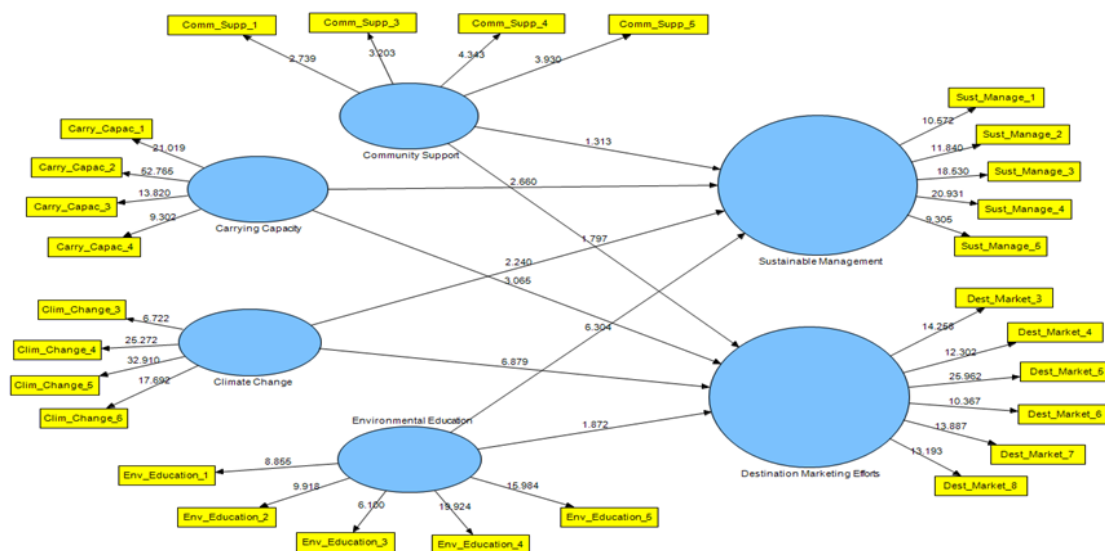 Comm_Supp_1
Comm_Supp_3
Comm_Supp_4
Comm_Supp_5
2.739
3.203
4.343
3.930
Community Support
Carry_Capac_1
Carry_Capac_2
Carry_Capac_3
Carry_Capac_4
21.019
52.765
13.820
9.302
Carrying Capacity
Clim_Change_3
Clim_Change_4
Clim_Change_5
Clim_Change_6
6.722
25.272
32.910
17.692
Climate Change
Environmental Education
Env_Education_1
Env_Education_2
Env_Education_3
Env_Education_4
Env_Education_5
8.855
9.918
6.100
19.924
15.984
1.313
2.660
1.797
2.240
3.065
6.304
6.879
1.872
Sust_Manage_1
Sust_Manage_2
Sust_Manage_3
Sust_Manage_4
Sust_Manage_5
10.572
11.840
18.530
20.931
9.305
Sustainable Management
Dest_Market_3
Dest_Market_4
Dest_Market_5
Dest_Market_6
Dest_Market_7
Dest_Market_8
14.256
12.302
25.962
10.367
13.887
13.193
Destination Marketing Efforts